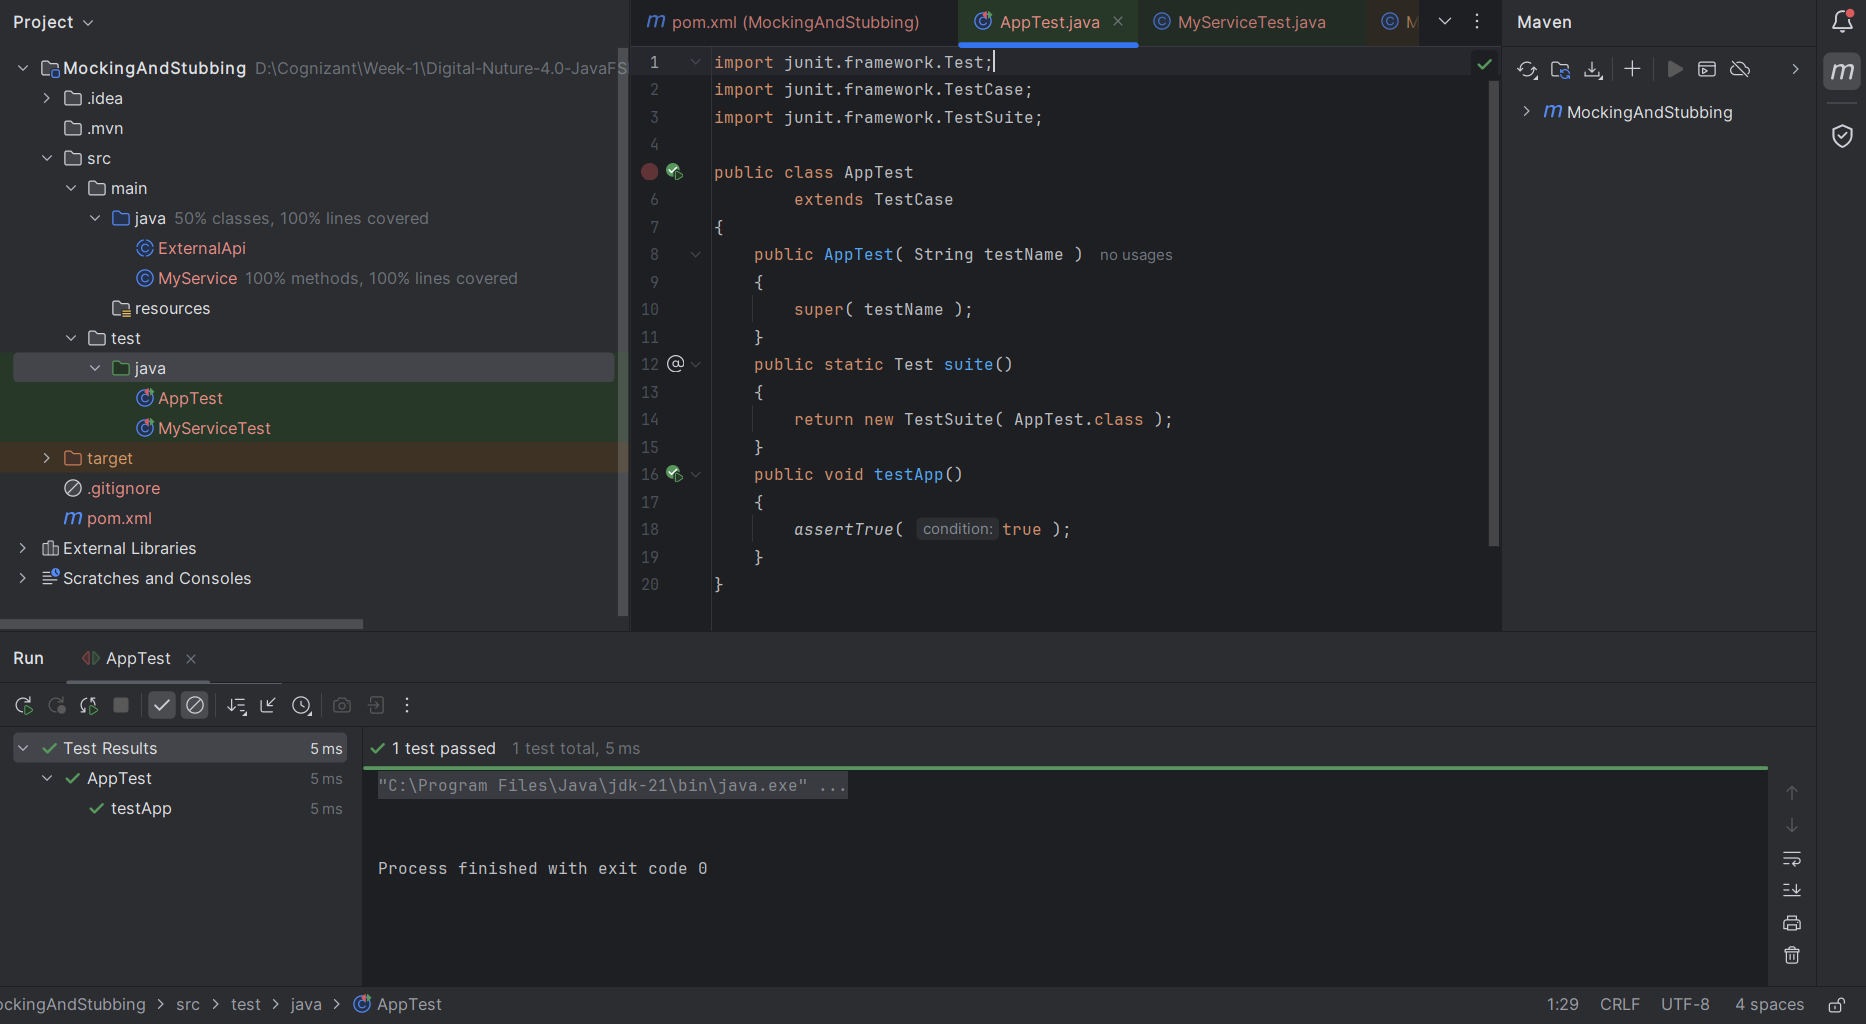 Project
MockingAndStubbing D:\Cognizant\Week-1\Digital-Nuture-4.0-JavaFS
.idea
.mvn
src
main
java 50% classes, 100% lines covered
ExternalApi
MyService 100% methods, 100% lines covered
resources
test
java
AppTest
MyServiceTest
target
.gitignore
pom.xml
External Libraries
Scratches and Consoles
pom.xml (MockingAndStubbing) AppTest.java MyServiceTest.java M
1 import junit.framework.Test;
2 import junit.framework.TestCase;
3 import junit.framework.TestSuite;
4
public class AppTest
6 extends TestCase
7 {
8 public AppTest( String testName ) no usages
9 {
10 super( testName );
11 }
12 public static Test suite()
13 {
14 return new TestSuite( AppTest.class );
15 }
16 public void testApp()
17 {
18 assertTrue( condition: true );
19 }
20 }
Maven
MockingAndStubbing
Run AppTest
Test Results 5 ms
AppTest 5 ms
testApp 5 ms
1 test passed 1 test total, 5 ms
"C:\Program Files\Java\jdk-21\bin\java.exe" ...
Process finished with exit code 0
ockingAndStubbing > src > test > java > AppTest
1:29 CRLF UTF-8 4 spaces